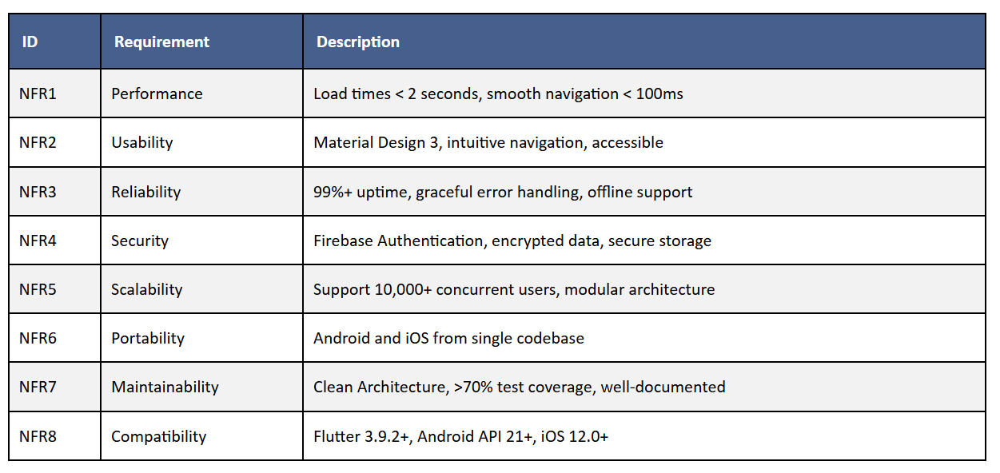 ID Requirement Description
NFR1 Performance Load times < 2 seconds, smooth navigation < 100ms
NFR2 Usability Material Design 3, intuitive navigation, accessible
NFR3 Reliability 99%+ uptime, graceful error handling, offline support
NFR4 Security Firebase Authentication, encrypted data, secure storage
NFR5 Scalability Support 10,000+ concurrent users, modular architecture
NFR6 Portability Android and iOS from single codebase
NFR7 Maintainability Clean Architecture, >70% test coverage, well-documented
NFR8 Compatibility Flutter 3.9.2+, Android API 21+, iOS 12.0+